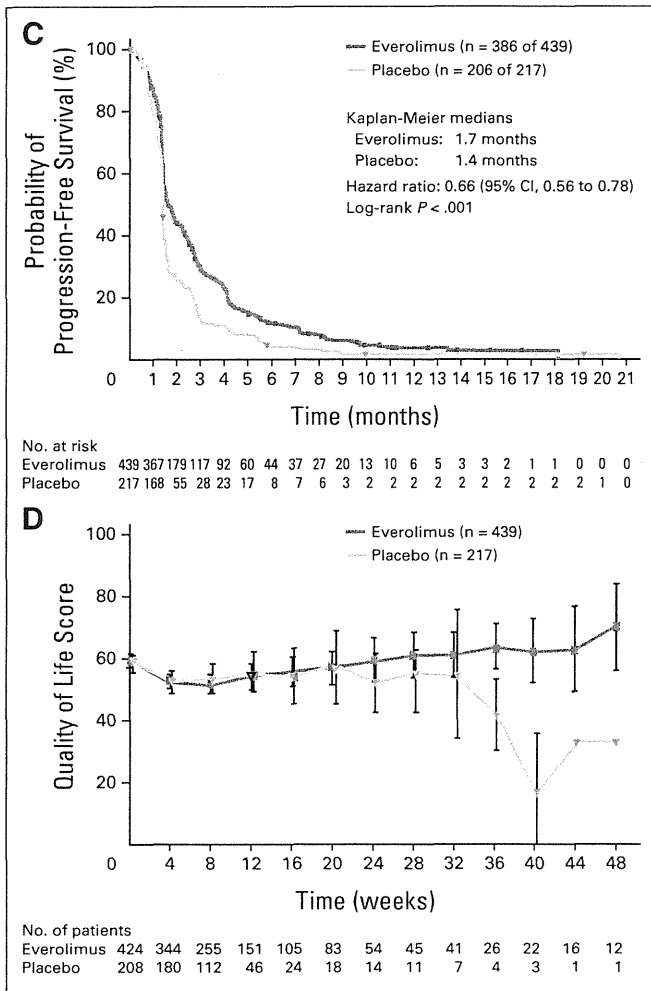 C
Everolimus (n = 386 of 439)
Placebo (n = 206 of 217)
Kaplan-Meier medians
Everolimus: 1.7 months
Placebo: 1.4 months
Hazard ratio: 0.66 (95% CI, 0.56 to 0.78)
Log-rank P < .001
Probability of
Progression-Free Survival (%)
100
80
60
40
20
0 1 2 3 4 5 6 7 8 9 10 11 12 13 14 15 16 17 18 19 20 21
Time (months)
No. at risk
Everolimus 439 367 179 117 92 60 44 37 27 20 13 10 6 5 3 3 2 1 1 0 0 0
Placebo 217 168 55 28 23 17 8 7 6 3 2 2 2 2 2 2 2 2 2 2 1 0
D
Everolimus (n = 439)
Placebo (n = 217)
Quality of Life Score
100
80
60
40
20
0 4 8 12 16 20 24 28 32 36 40 44 48
Time (weeks)
No. of patients
Everolimus 424 344 255 151 105 83 54 45 41 26 22 16 12
Placebo 208 180 112 46 24 18 14 11 7 4 3 1 1